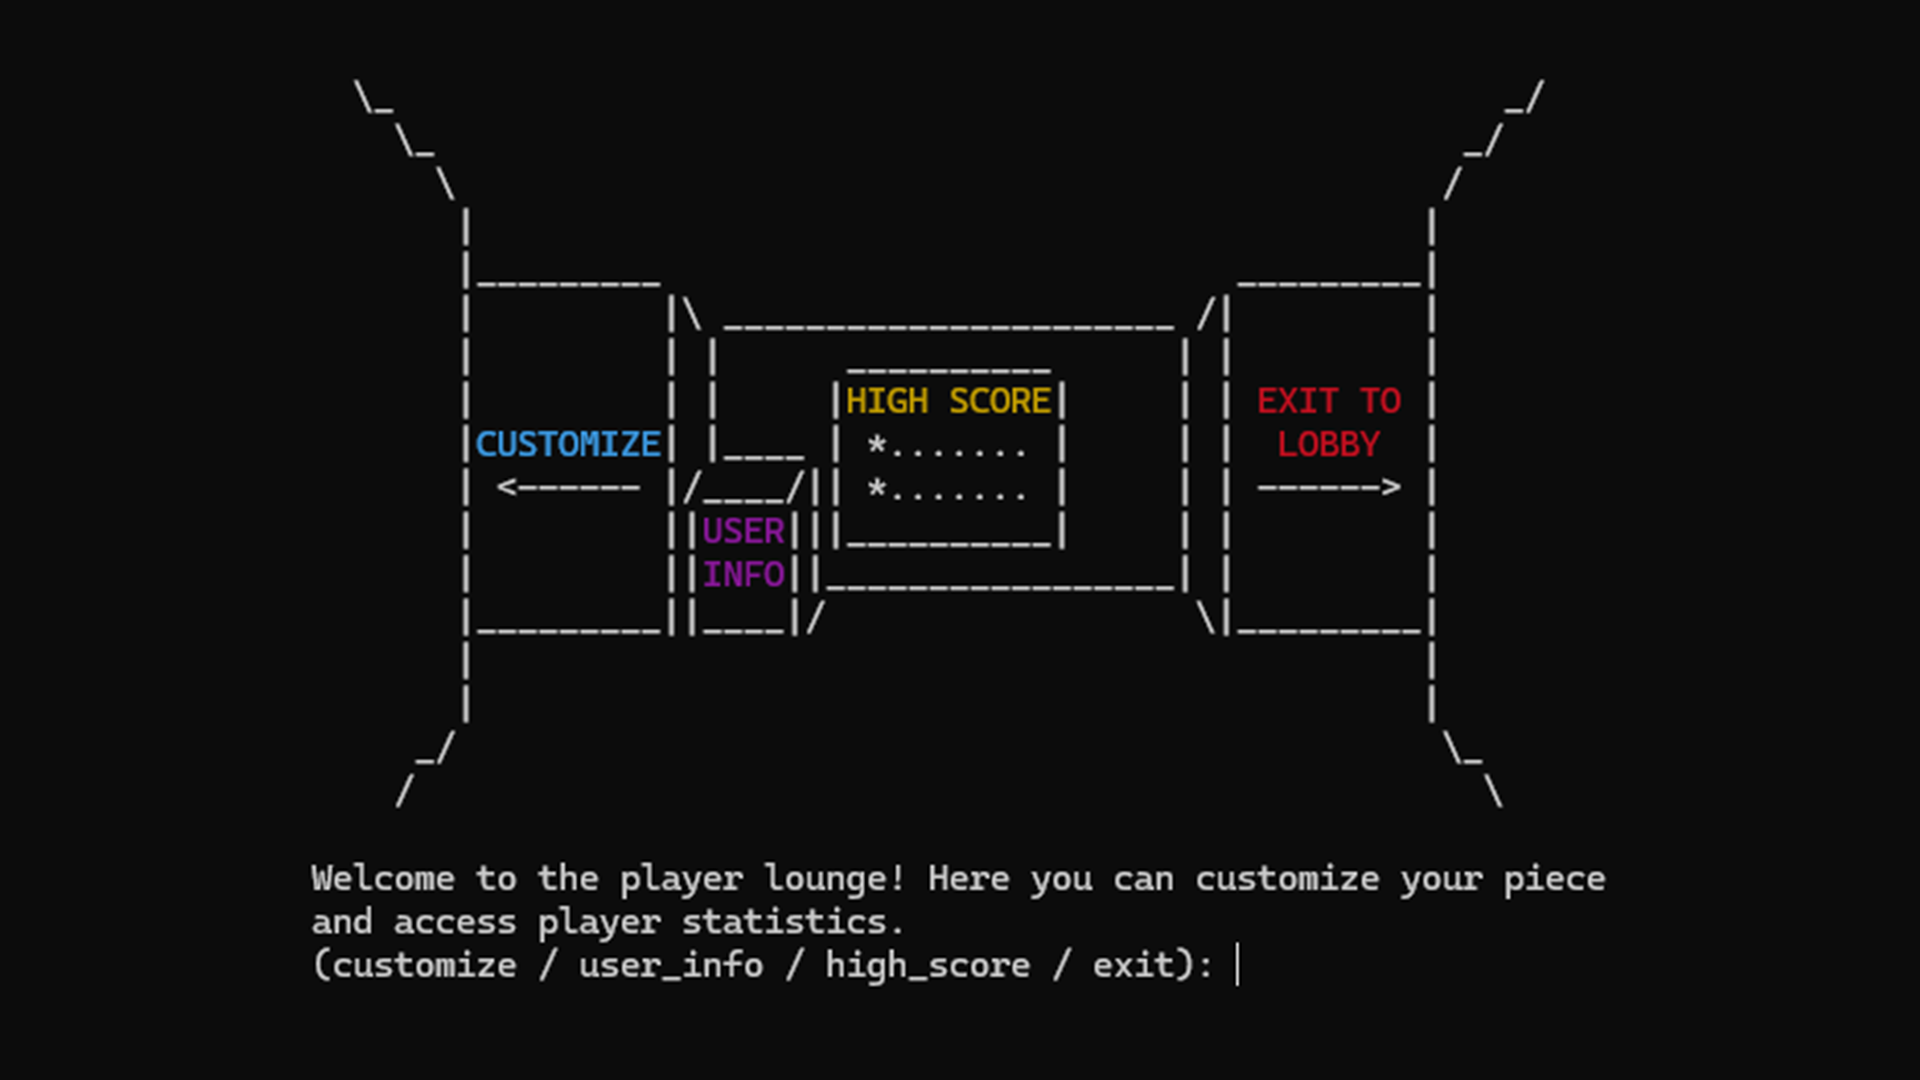 HIGH SCORE
*.......
*.......
CUSTOMIZE
<------
EXIT TO
LOBBY
------>
USER
INFO
Welcome to the player lounge! Here you can customize your piece
and access player statistics.
(customize / user_info / high_score / exit):